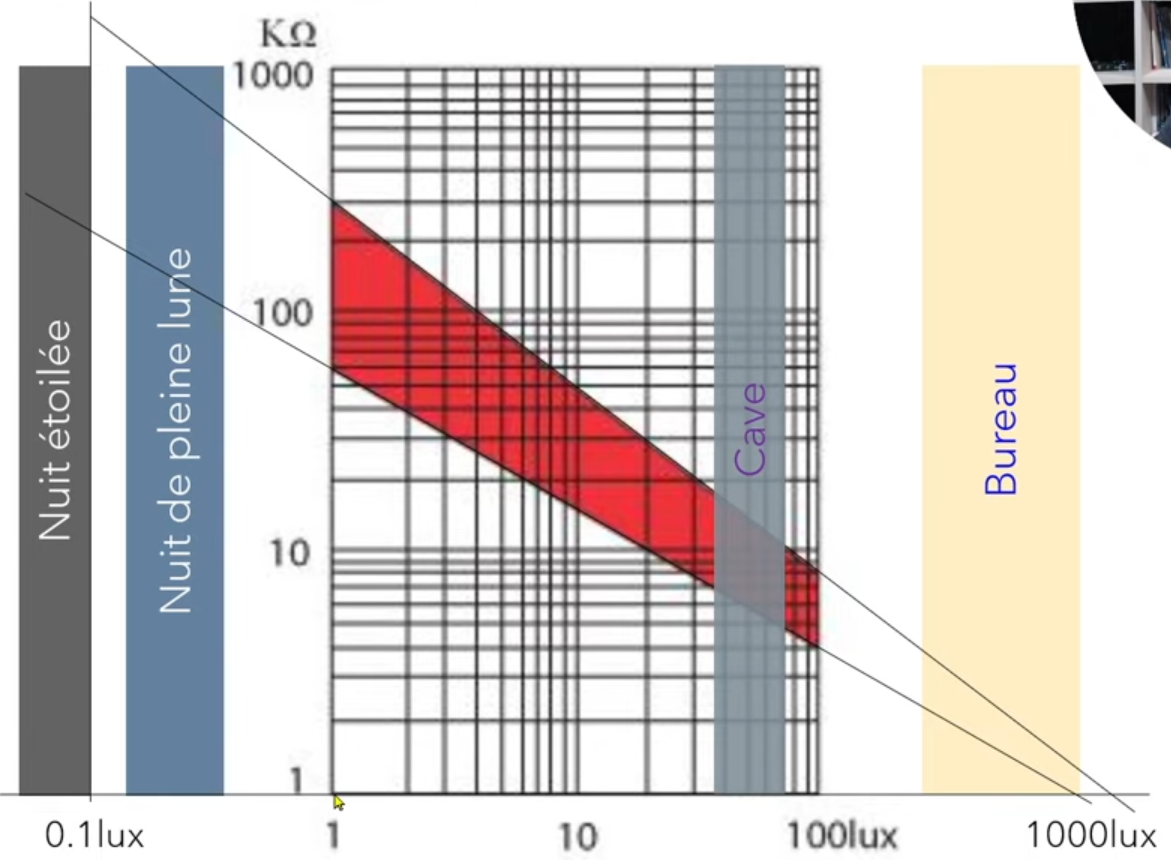 KΩ
1000
100
10
1
Nuit étoilée
Nuit de pleine lune
Cave
Bureau
0.1lux
1
10
100lux
1000lux